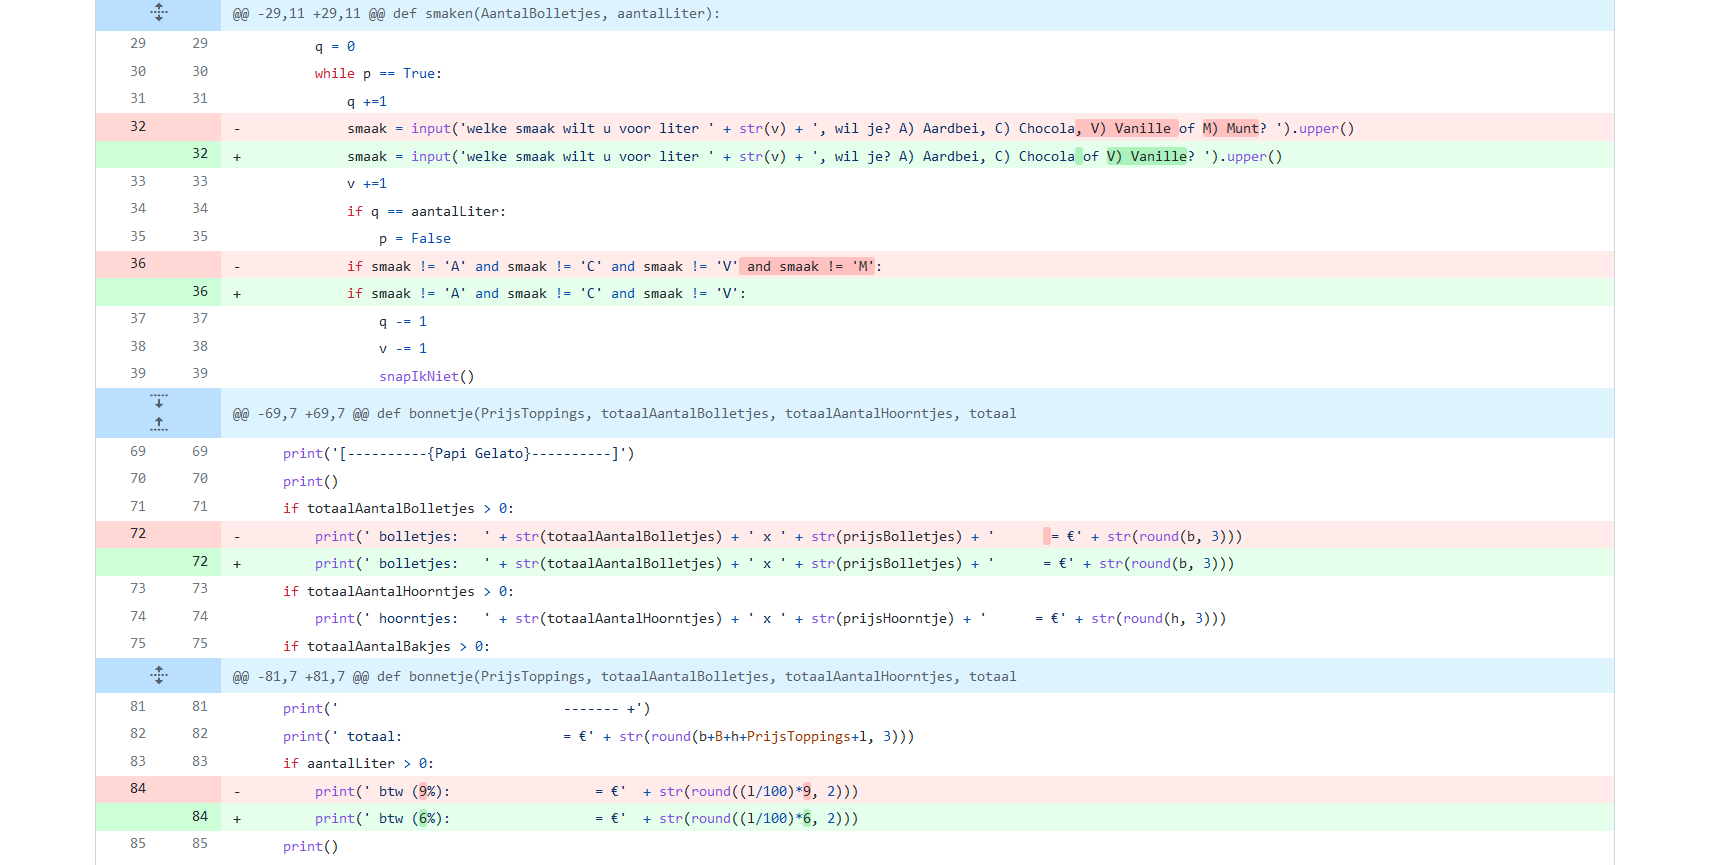 @@ -29,11 +29,11 @@ def smaken(AantalBolletjes, aantalLiter):
29 29 q = 0
30 30 while p == True:
31 31 q +=1
32 - smaak = input('welke smaak wilt u voor liter ' + str(v) + ', wil je? A) Aardbei, C) Chocola, V) Vanille of M) Munt? ').upper()
32 + smaak = input('welke smaak wilt u voor liter ' + str(v) + ', wil je? A) Aardbei, C) Chocola of V) Vanille? ').upper()
33 33 v +=1
34 34 if q == aantalLiter:
35 35 p = False
36 - if smaak != 'A' and smaak != 'C' and smaak != 'V' and smaak != 'M':
36 + if smaak != 'A' and smaak != 'C' and smaak != 'V':
37 37 q -= 1
38 38 v -= 1
39 39 snapIkNiet()
@@ -69,7 +69,7 @@ def bonnetje(PrijsToppings, totaalAantalBolletjes, totaalAantalHoorntjes, totaal
69 69 print('[----------{Papi Gelato}----------]')
70 70 print()
71 71 if totaalAantalBolletjes > 0:
72 - print(' bolletjes:   ' + str(totaalAantalBolletjes) + ' x ' + str(prijsBolletjes) + '       = €' + str(round(b, 3)))
72 + print(' bolletjes:   ' + str(totaalAantalBolletjes) + ' x ' + str(prijsBolletjes) + '      = €' + str(round(b, 3)))
73 73 if totaalAantalHoorntjes > 0:
74 74 print(' hoorntjes:   ' + str(totaalAantalHoorntjes) + ' x ' + str(prijsHoorntje) + '      = €' + str(round(h, 3)))
75 75 if totaalAantalBakjes > 0:
@@ -81,7 +81,7 @@ def bonnetje(PrijsToppings, totaalAantalBolletjes, totaalAantalHoorntjes, totaal
81 81 print('                            ------- +')
82 82 print(' totaal:                    = €' + str(round(b+B+h+PrijsToppings+l, 3)))
83 83 if aantalLiter > 0:
84 - print(' btw (9%):                  = €'  + str(round((l/100)*9, 2)))
84 + print(' btw (6%):                  = €'  + str(round((l/100)*6, 2)))
85 85 print()